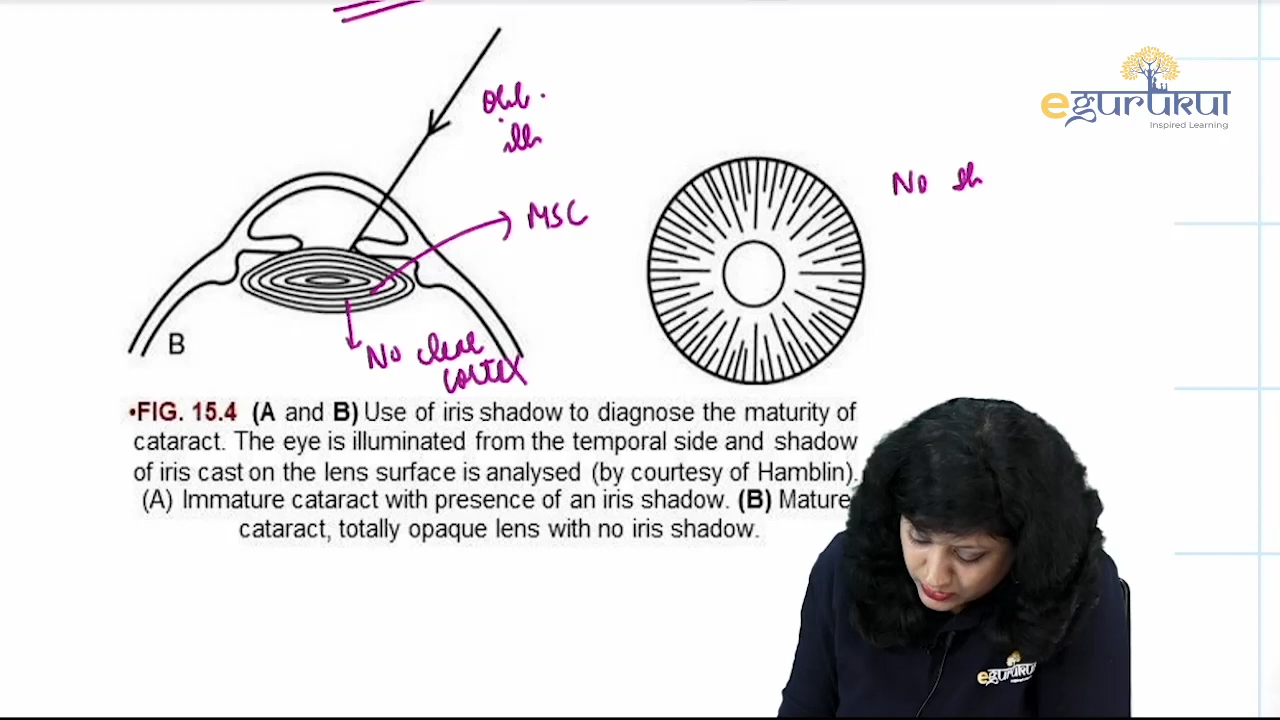 egurukul
Inspired Learning
Obl.
ill
No sh
MSC
B
No clear
cortex
•FIG. 15.4 (A and B) Use of iris shadow to diagnose the maturity of
cataract. The eye is illuminated from the temporal side and shadow
of iris cast on the lens surface is analysed (by courtesy of Hamblin).
(A) Immature cataract with presence of an iris shadow. (B) Mature
cataract, totally opaque lens with no iris shadow.
egurukul